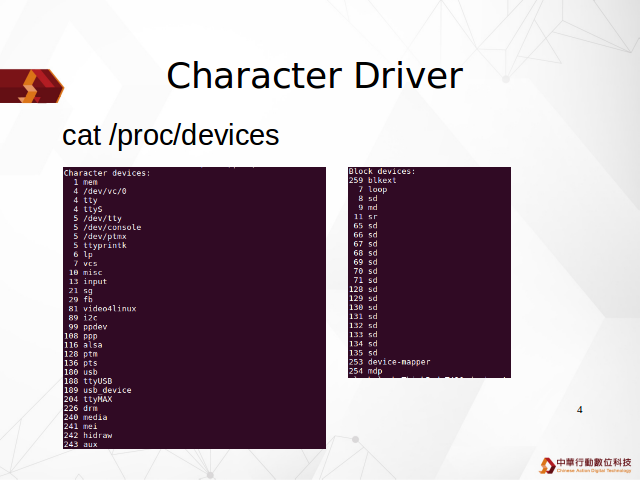 Character Driver
cat /proc/devices
Character devices:
1 mem
4 /dev/vc/0
4 tty
4 ttyS
5 /dev/tty
5 /dev/console
5 /dev/ptmx
5 ttyprintk
6 lp
7 vcs
10 misc
13 input
21 sg
29 fb
81 video4linux
89 i2c
99 ppdev
108 ppp
116 alsa
128 ptm
136 pts
180 usb
188 ttyUSB
189 usb_device
204 ttyMAX
226 drm
240 media
241 mei
242 hidraw
243 aux
Block devices:
259 blkext
7 loop
8 sd
9 md
11 sr
65 sd
66 sd
67 sd
68 sd
69 sd
70 sd
71 sd
128 sd
129 sd
130 sd
131 sd
132 sd
133 sd
134 sd
135 sd
253 device-mapper
254 mdp
4
中華行動數位科技
Chinese Action Digital Technology